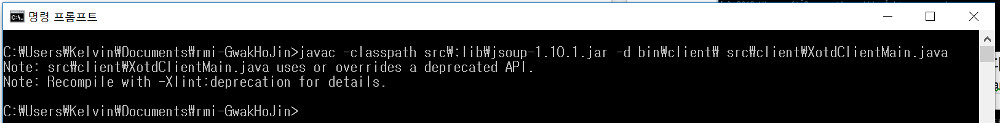 명령 프롬프트
C:₩Users₩Kelvin₩Documents₩rmi-GwakHoJin>javac -classpath src₩;lib₩jsoup-1.10.1.jar -d bin₩client₩ src₩client₩XotdClientMain.java
Note: src₩client₩XotdClientMain.java uses or overrides a deprecated API.
Note: Recompile with -Xlint:deprecation for details.
C:₩Users₩Kelvin₩Documents₩rmi-GwakHoJin>